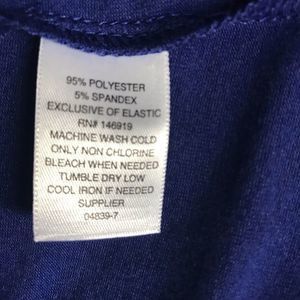 95% POLYESTER
5% SPANDEX
EXCLUSIVE OF ELASTIC
RN# 146919
MACHINE WASH COLD
ONLY NON CHLORINE
BLEACH WHEN NEEDED
TUMBLE DRY LOW
COOL IRON IF NEEDED
SUPPLIER
04839-7